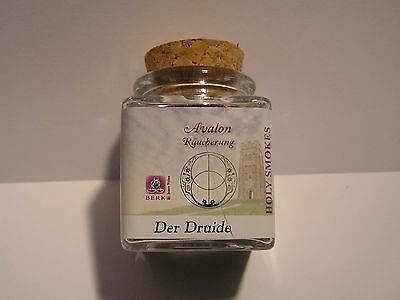 Avalon
Räucherung
BERK
Der Druide
HOLY SMOKES